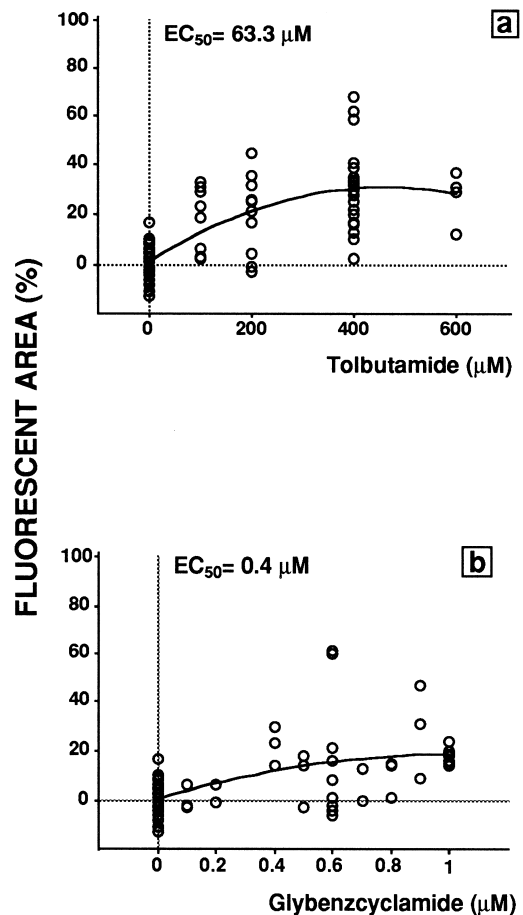 FLUORESCENT AREA (%)
a
EC50= 63.3 μM
100
80
60
40
20
0
0 200 400 600
Tolbutamide (μM)
b
EC50= 0.4 μM
100
80
60
40
20
0
0 0.2 0.4 0.6 0.8 1
Glybenzcyclamide (μM)